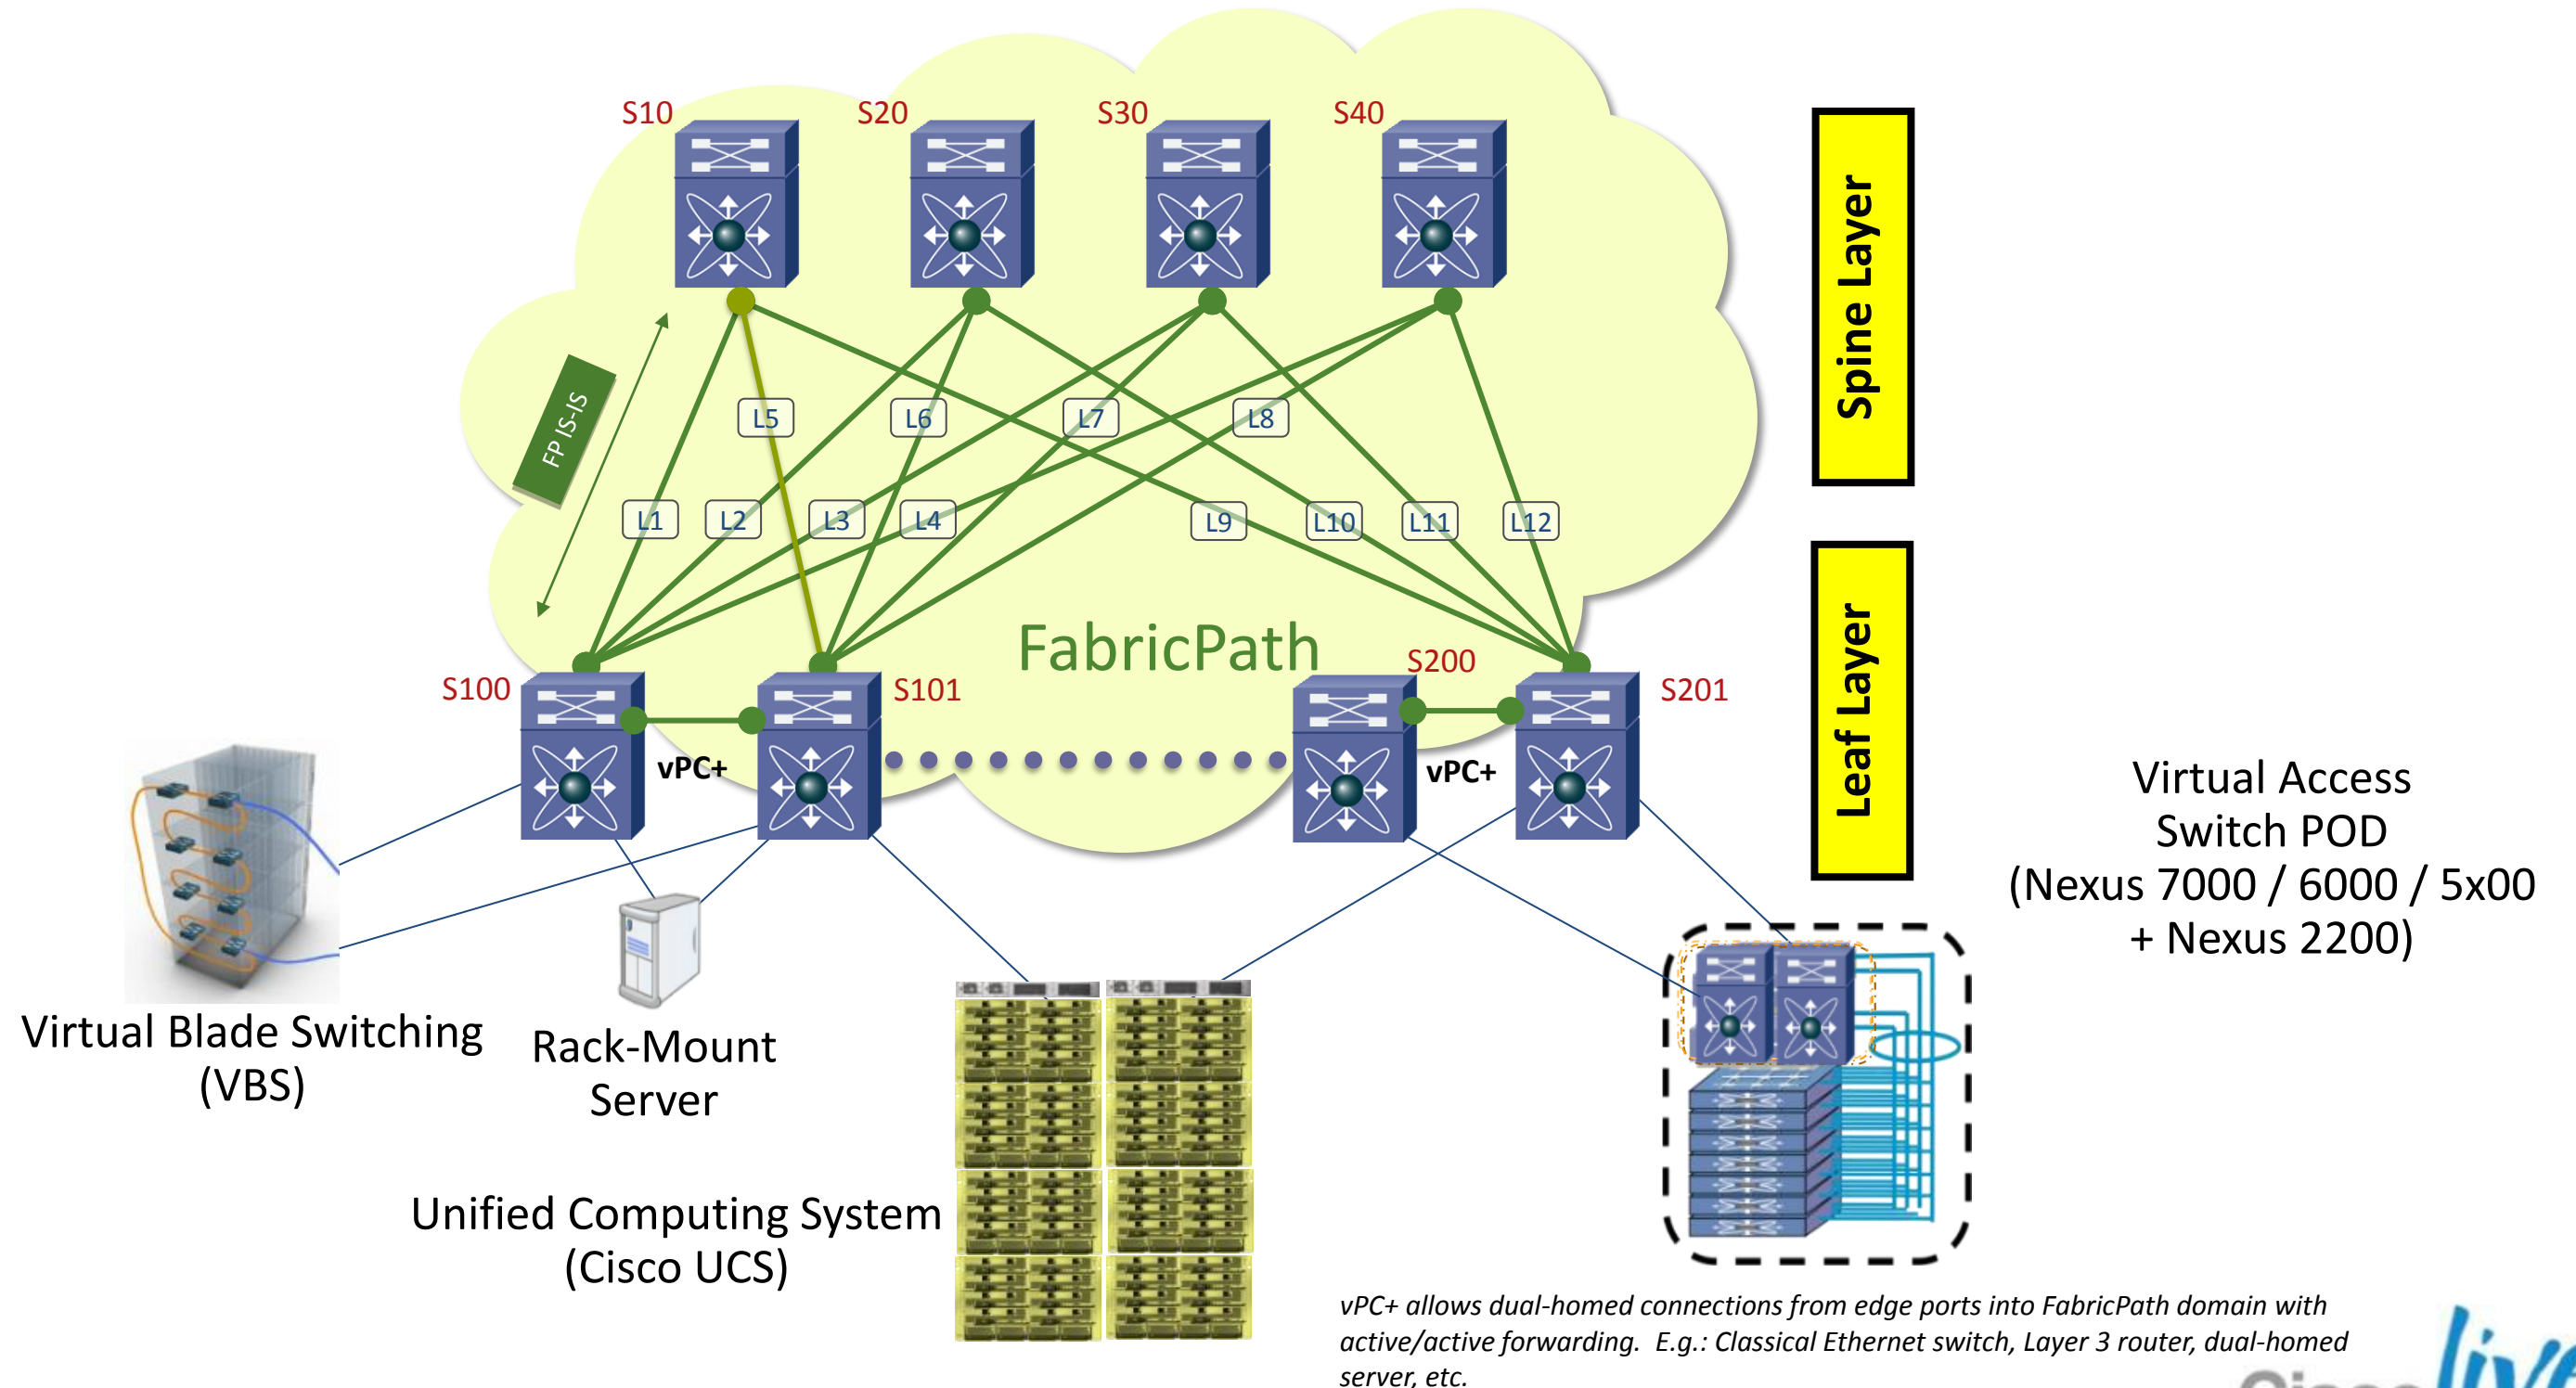 S10
S20
S30
S40
Spine Layer
FP IS-IS
L5
L6
L7
L8
L1
L2
L3
L4
L9
L10
L11
L12
FabricPath
Leaf Layer
S100
S101
S200
S201
vPC+
vPC+
Virtual Access
Switch POD
(Nexus 7000 / 6000 / 5x00
+ Nexus 2200)
Virtual Blade Switching
(VBS)
Rack-Mount
Server
Unified Computing System
(Cisco UCS)
vPC+ allows dual-homed connections from edge ports into FabricPath domain with
active/active forwarding. E.g.: Classical Ethernet switch, Layer 3 router, dual-homed
server, etc.